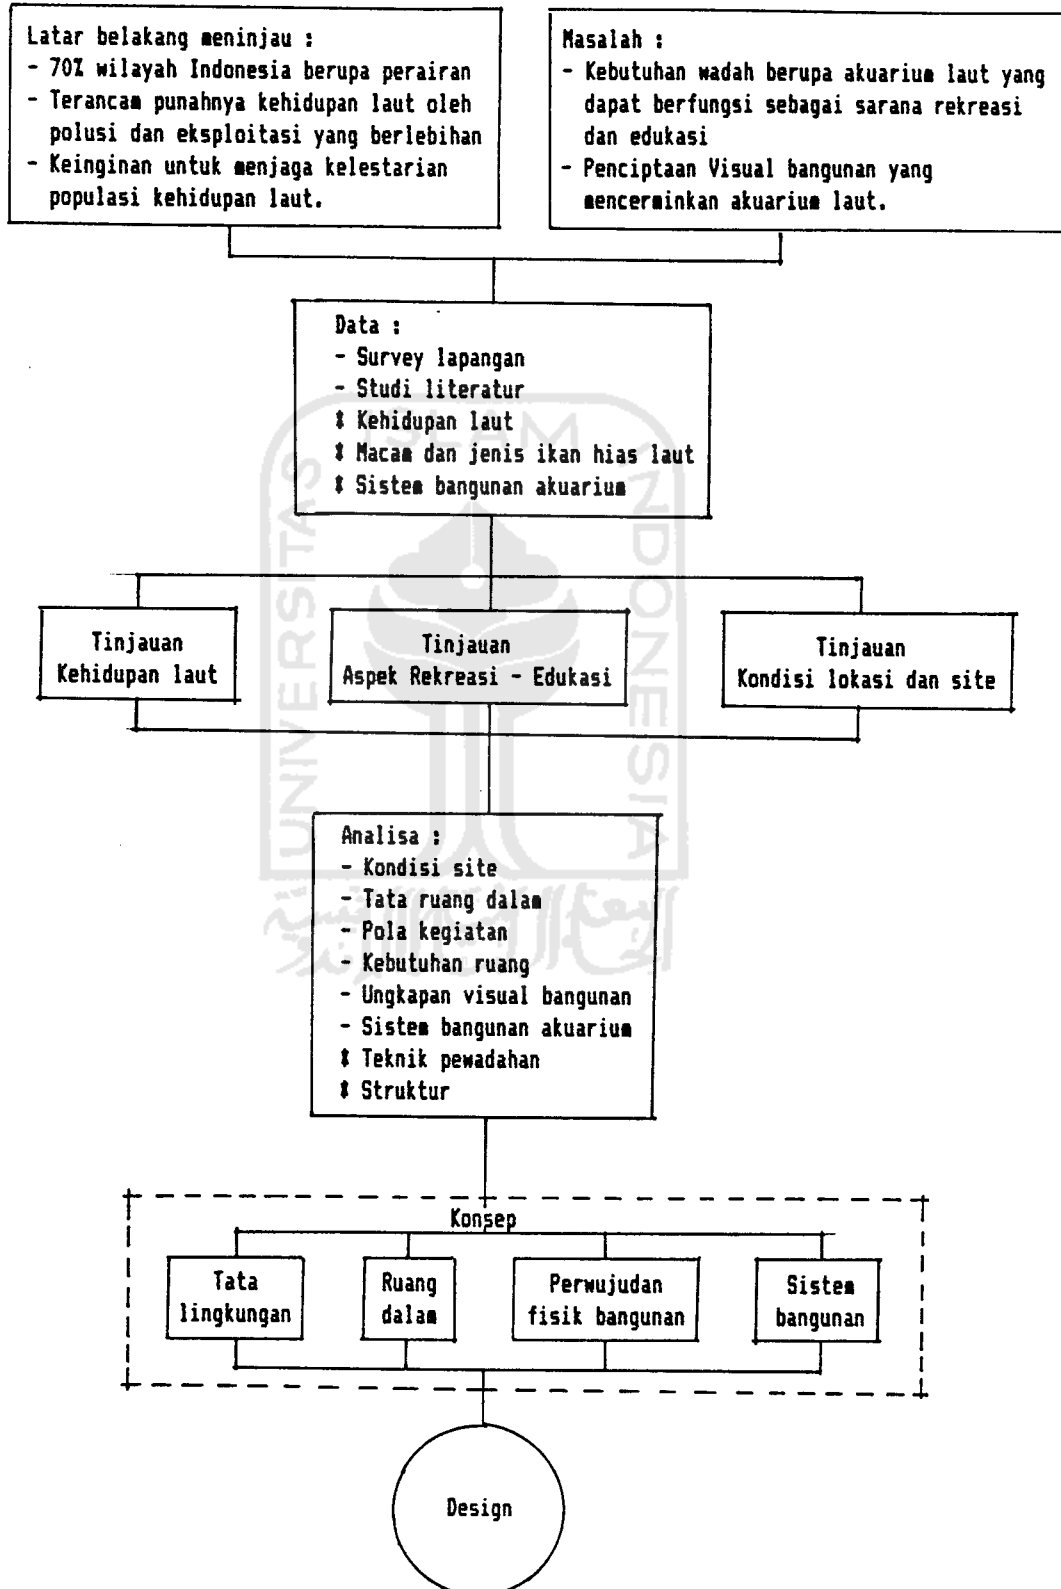 Latar belakang meninjau :
- 70% wilayah Indonesia berupa perairan
- Terancam punahnya kehidupan laut oleh
polusi dan eksploitasi yang berlebihan
- Keinginan untuk menjaga kelestarian
populasi kehidupan laut.
Masalah :
- Kebutuhan wadah berupa akuarium laut yang
dapat berfungsi sebagai sarana rekreasi
dan edukasi
- Penciptaan Visual bangunan yang
mencerminkan akuarium laut.
Data :
- Survey lapangan
- Studi literatur
* Kehidupan laut
* Macam dan jenis ikan hias laut
* Sistem bangunan akuarium
ISLAM
UNIVERSITAS
INDONESIA
Tinjauan
Kehidupan laut
Tinjauan
Aspek Rekreasi - Edukasi
Tinjauan
Kondisi lokasi dan site
Analisa :
- Kondisi site
- Tata ruang dalam
- Pola kegiatan
- Kebutuhan ruang
- Ungkapan visual bangunan
- Sistem bangunan akuarium
* Teknik pewadahan
* Struktur
Konsep
Tata
lingkungan
Ruang
dalam
Perwujudan
fisik bangunan
Sistem
bangunan
Design